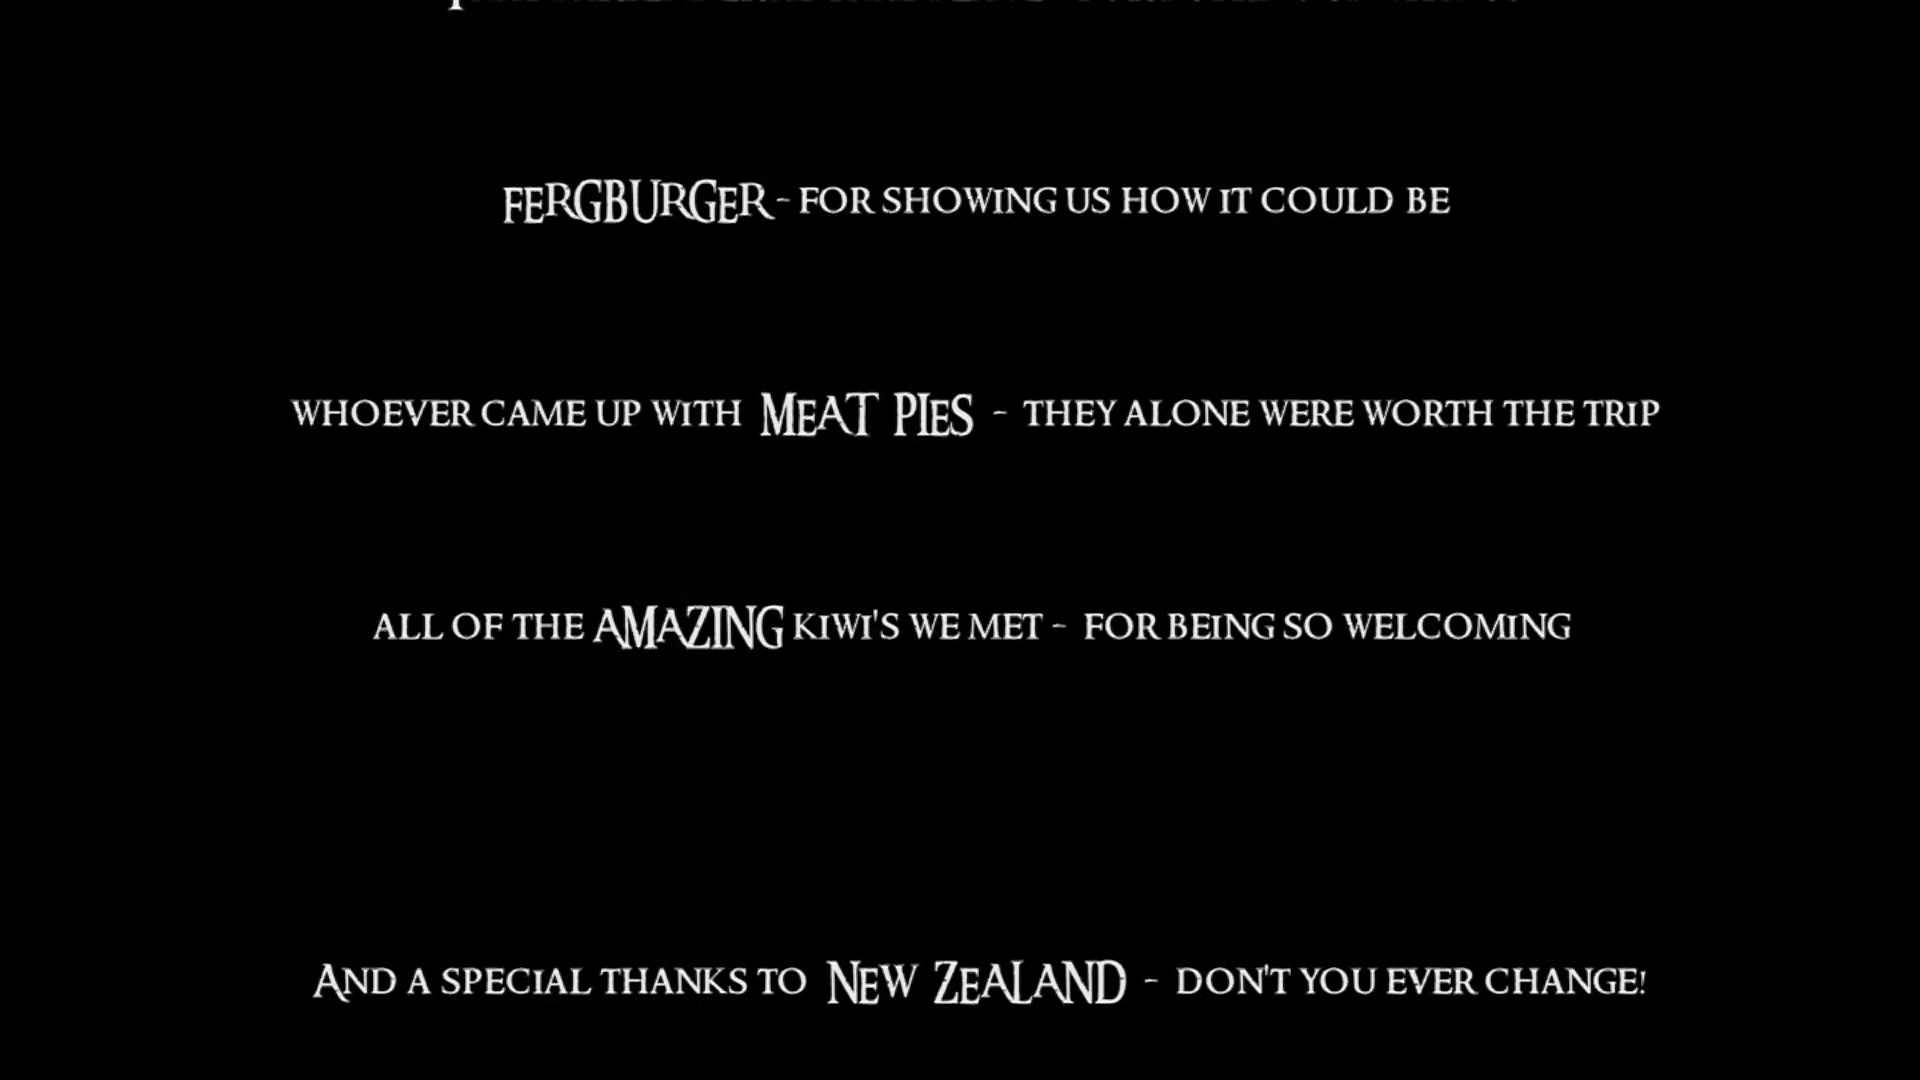 FERGBURGER - FOR SHOWING US HOW IT COULD BE
WHOEVER CAME UP WITH MEAT PIES - THEY ALONE WERE WORTH THE TRIP
ALL OF THE AMAZING KIWI'S WE MET - FOR BEING SO WELCOMING
AND A SPECIAL THANKS TO NEW ZEALAND - DON'T YOU EVER CHANGE!